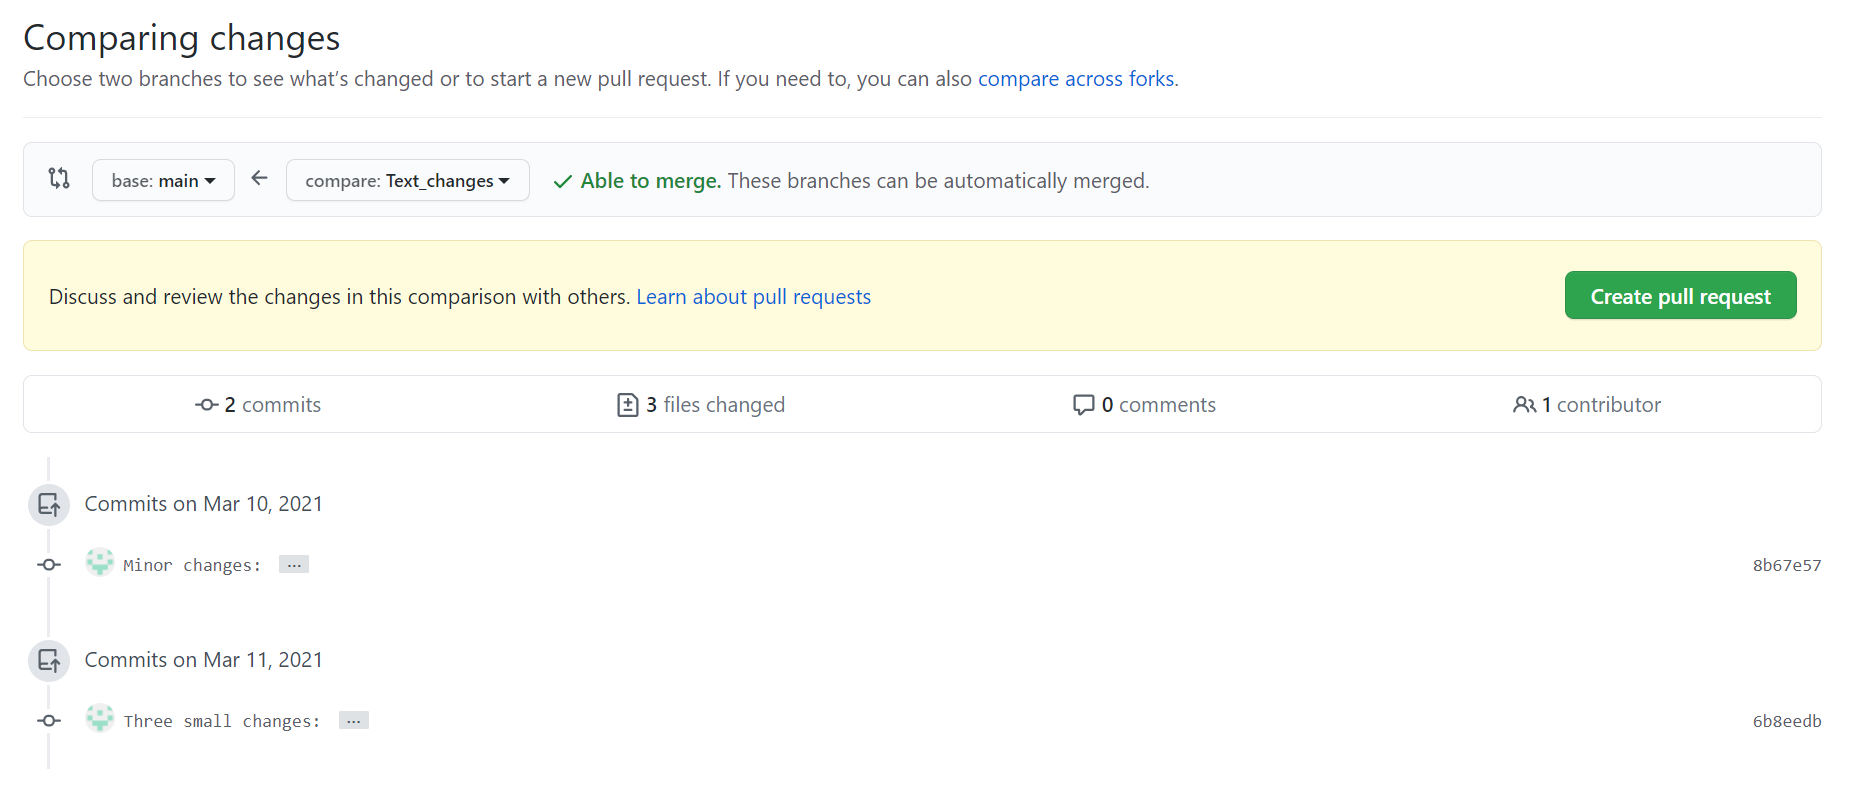 Comparing changes
Choose two branches to see what's changed or to start a new pull request. If you need to, you can also compare across forks.
base: main compare: Text_changes Able to merge. These branches can be automatically merged.
Discuss and review the changes in this comparison with others. Learn about pull requests Create pull request
2 commits 3 files changed 0 comments 1 contributor
Commits on Mar 10, 2021
Minor changes: ... 8b67e57
Commits on Mar 11, 2021
Three small changes: ... 6b8eedb